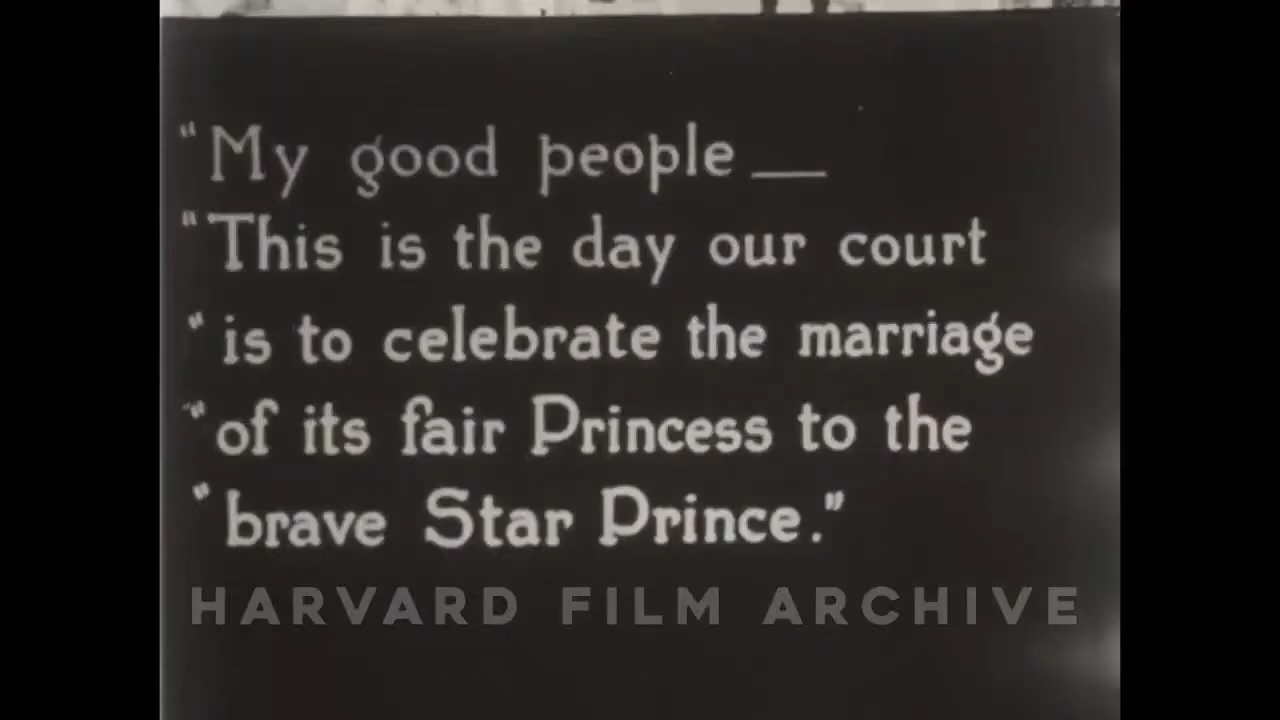 "My good people —
"This is the day our court
"is to celebrate the marriage
"of its fair Princess to the
"brave Star Prince."
HARVARD FILM ARCHIVE